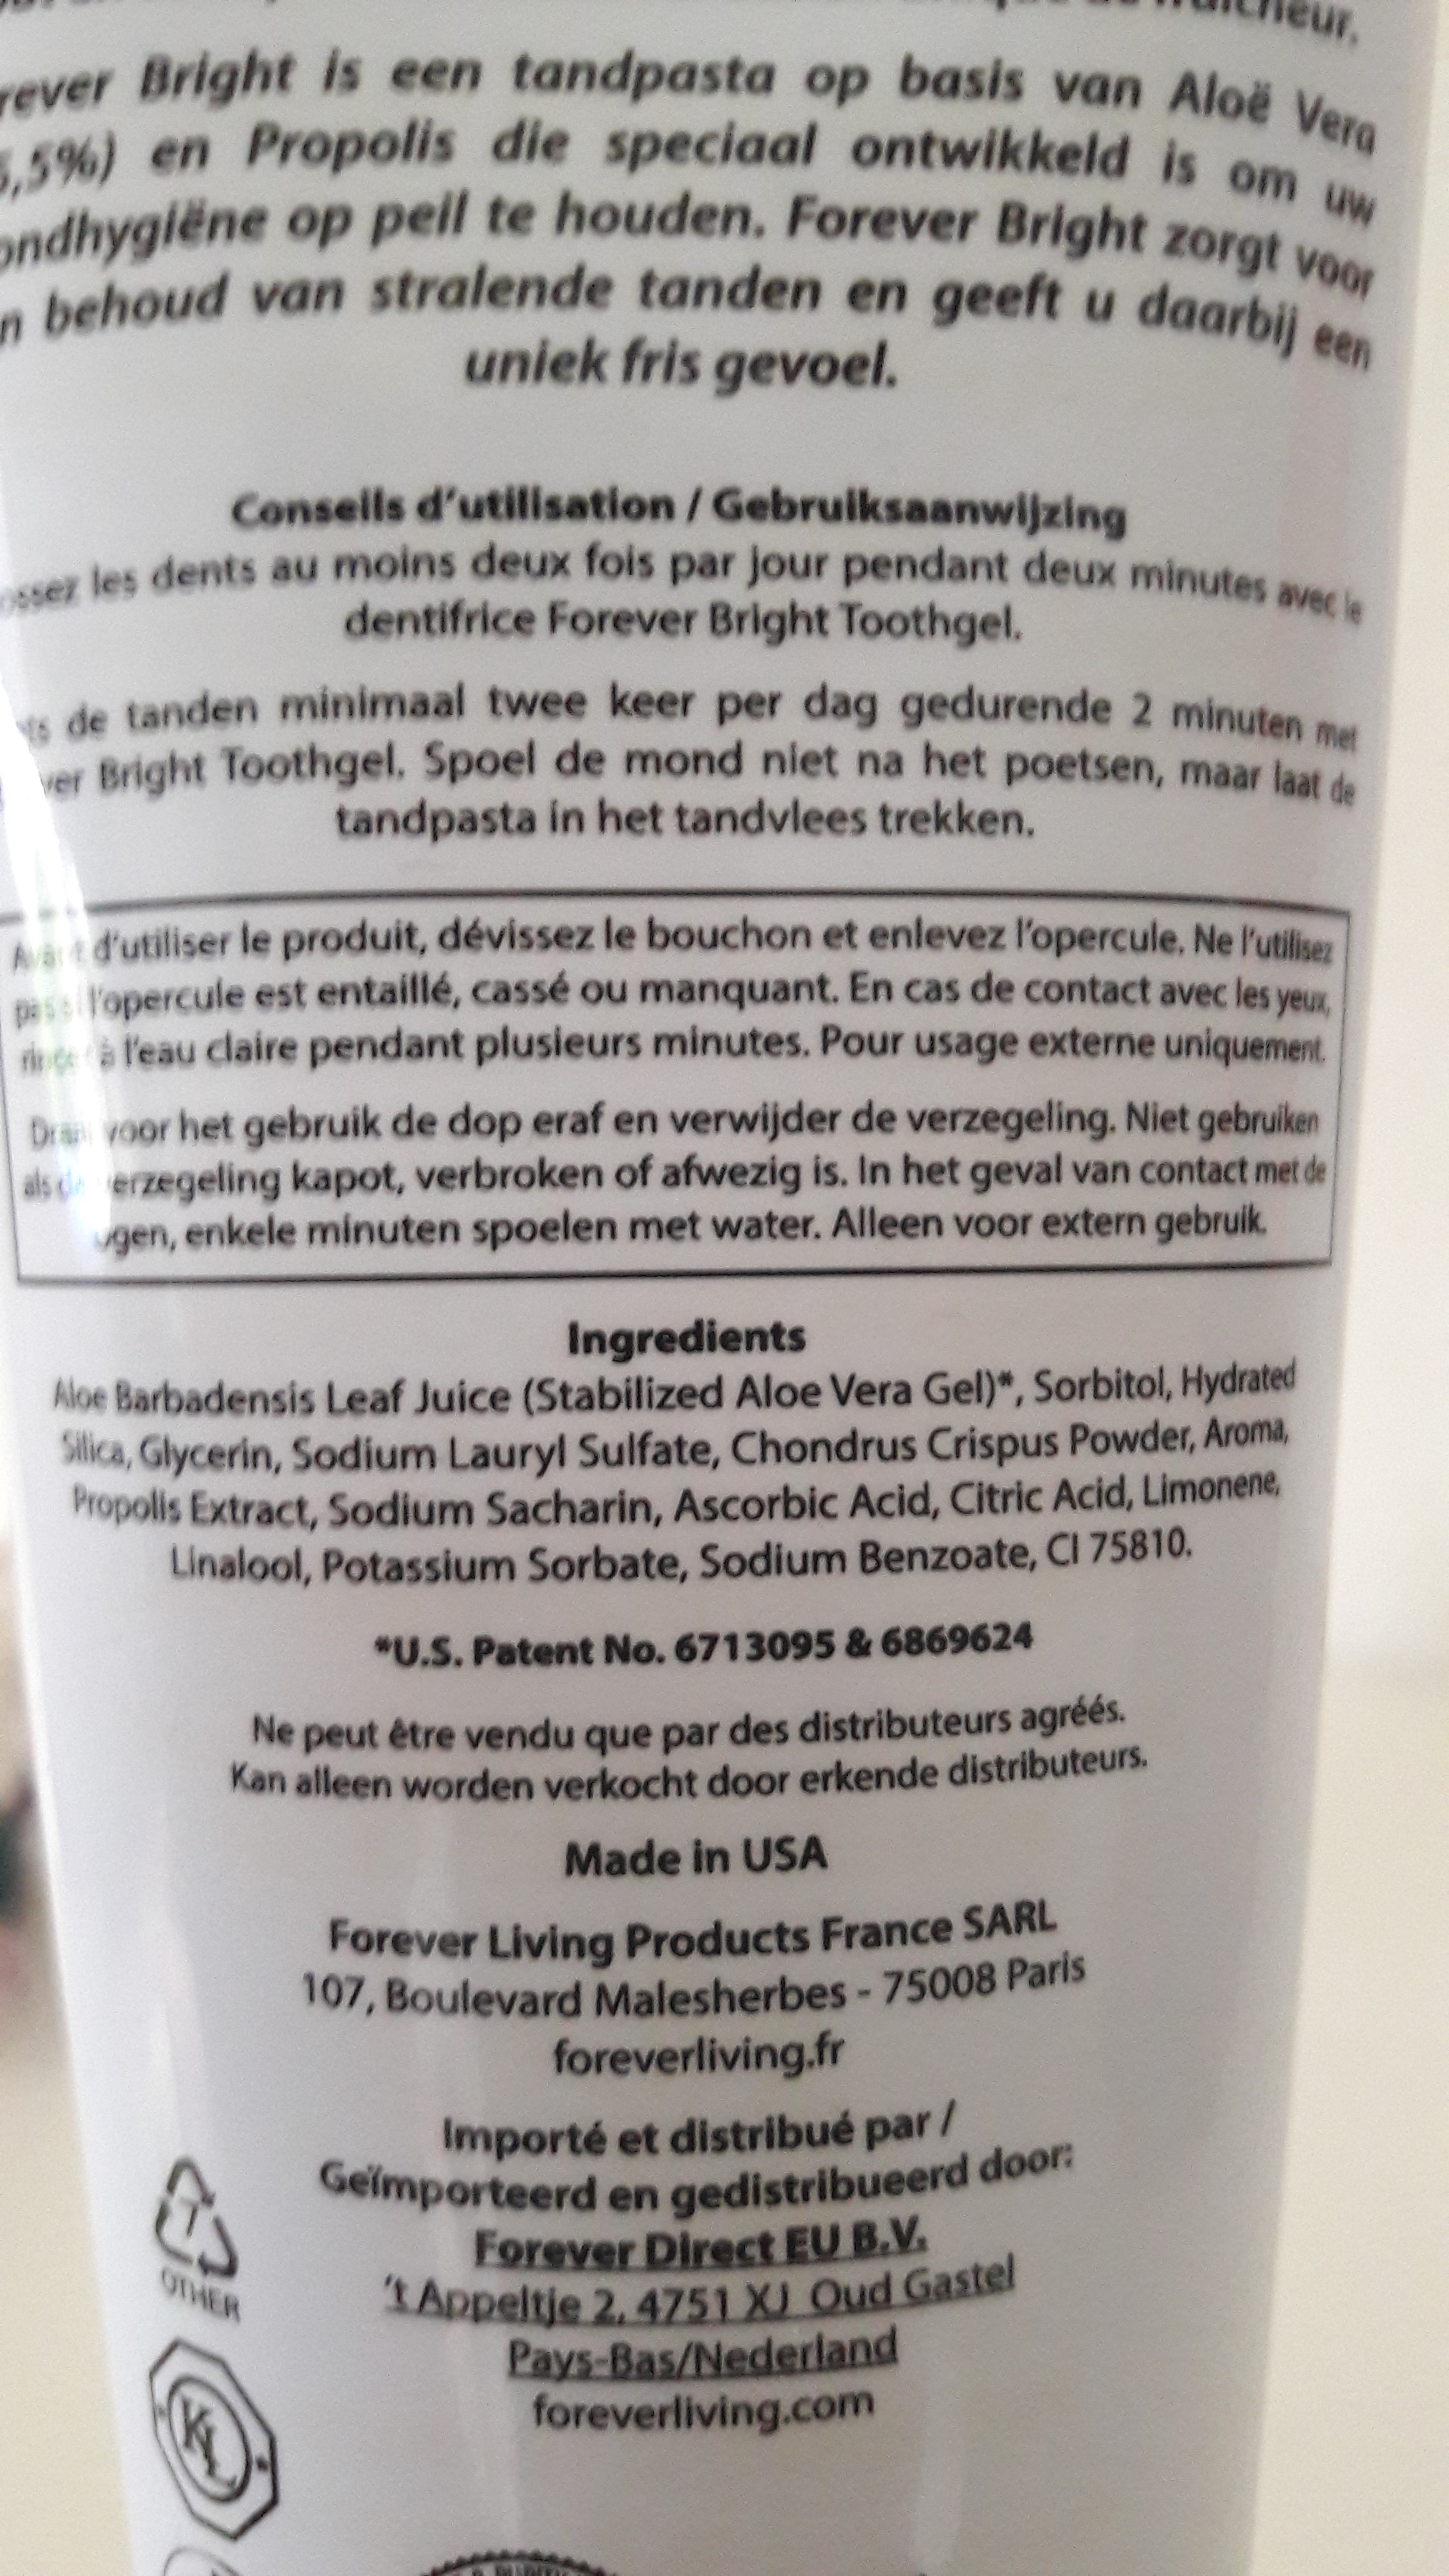 fraîcheur.
Bright is een tandpasta op basis van Aloë Vera
5,5%) en Propolis die speciaal ontwikkeld is om uw
op peil te houden. Forever Bright zorgt voor
behoud van stralende tanden en geeft u daarbij een
uniek fris gevoel.
Conseils d'utilisation / Gebruiksaanwijzing
les dents au moins deux fois par jour pendant deux minutes avec le
dentifrice Forever Bright Toothgel.
de tanden minimaal twee keer per dag gedurende 2 minuten met
Bright Toothgel. Spoel de mond niet na het poetsen, maar laat de
tandpasta in het tandvlees trekken.
Avant d'utiliser le produit, dévissez le bouchon et enlevez l'opercule. Ne l'utilisez
pas si l'opercule est entaillé, cassé ou manquant. En cas de contact avec les yeux,
rincer à l'eau claire pendant plusieurs minutes. Pour usage externe uniquement.
Draai voor het gebruik de dop eraf en verwijder de verzegeling. Niet gebruiken
als de verzegeling kapot, verbroken of afwezig is. In het geval van contact met de
ogen, enkele minuten spoelen met water. Alleen voor extern gebruik.
Ingredients
Aloe Barbadensis Leaf Juice (Stabilized Aloe Vera Gel)*, Sorbitol, Hydrated
Silica, Glycerin, Sodium Lauryl Sulfate, Chondrus Crispus Powder, Aroma,
Propolis Extract, Sodium Sacharin, Ascorbic Acid, Citric Acid, Limonene,
Linalool, Potassium Sorbate, Sodium Benzoate, CI 75810.
*U.S. Patent No. 6713095 & 6869624
Ne peut être vendu que par des distributeurs agréés.
Kan alleen worden verkocht door erkende distributeurs.
Made in USA
Forever Living Products France SARL
107, Boulevard Malesherbes - 75008 Paris
foreverliving.fr
Importé et distribué par /
Geïmporteerd en gedistribueerd door:
Forever Direct EU B.V.
't Appeltje 2, 4751 XJ Oud Gastel
Pays-Bas/Nederland
foreverliving.com
7
OTHER